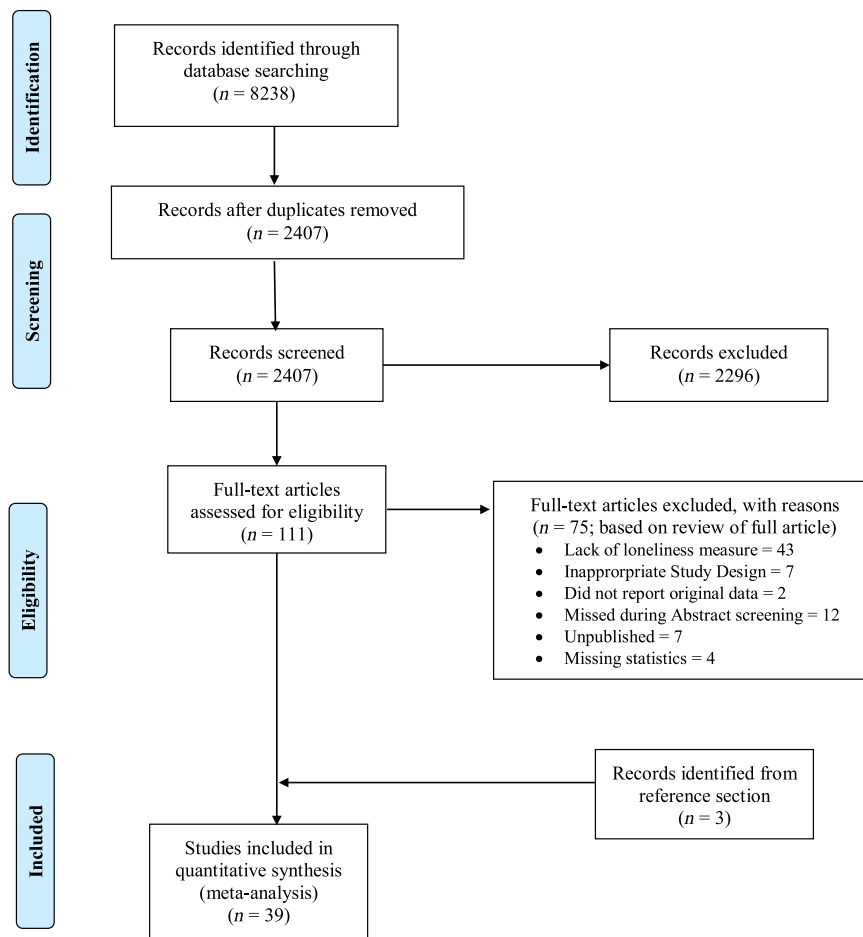 Identification
Records identified through
database searching
(n = 8238)
Records after duplicates removed
(n = 2407)
Screening
Records screened
(n = 2407)
Records excluded
(n = 2296)
Eligibility
Full-text articles
assessed for eligibility
(n = 111)
Full-text articles excluded, with reasons
(n = 75; based on review of full article)
• Lack of loneliness measure = 43
• Inapprorpriate Study Design = 7
• Did not report original data = 2
• Missed during Abstract screening = 12
• Unpublished = 7
• Missing statistics = 4
Included
Records identified from
reference section
(n = 3)
Studies included in
quantitative synthesis
(meta-analysis)
(n = 39)